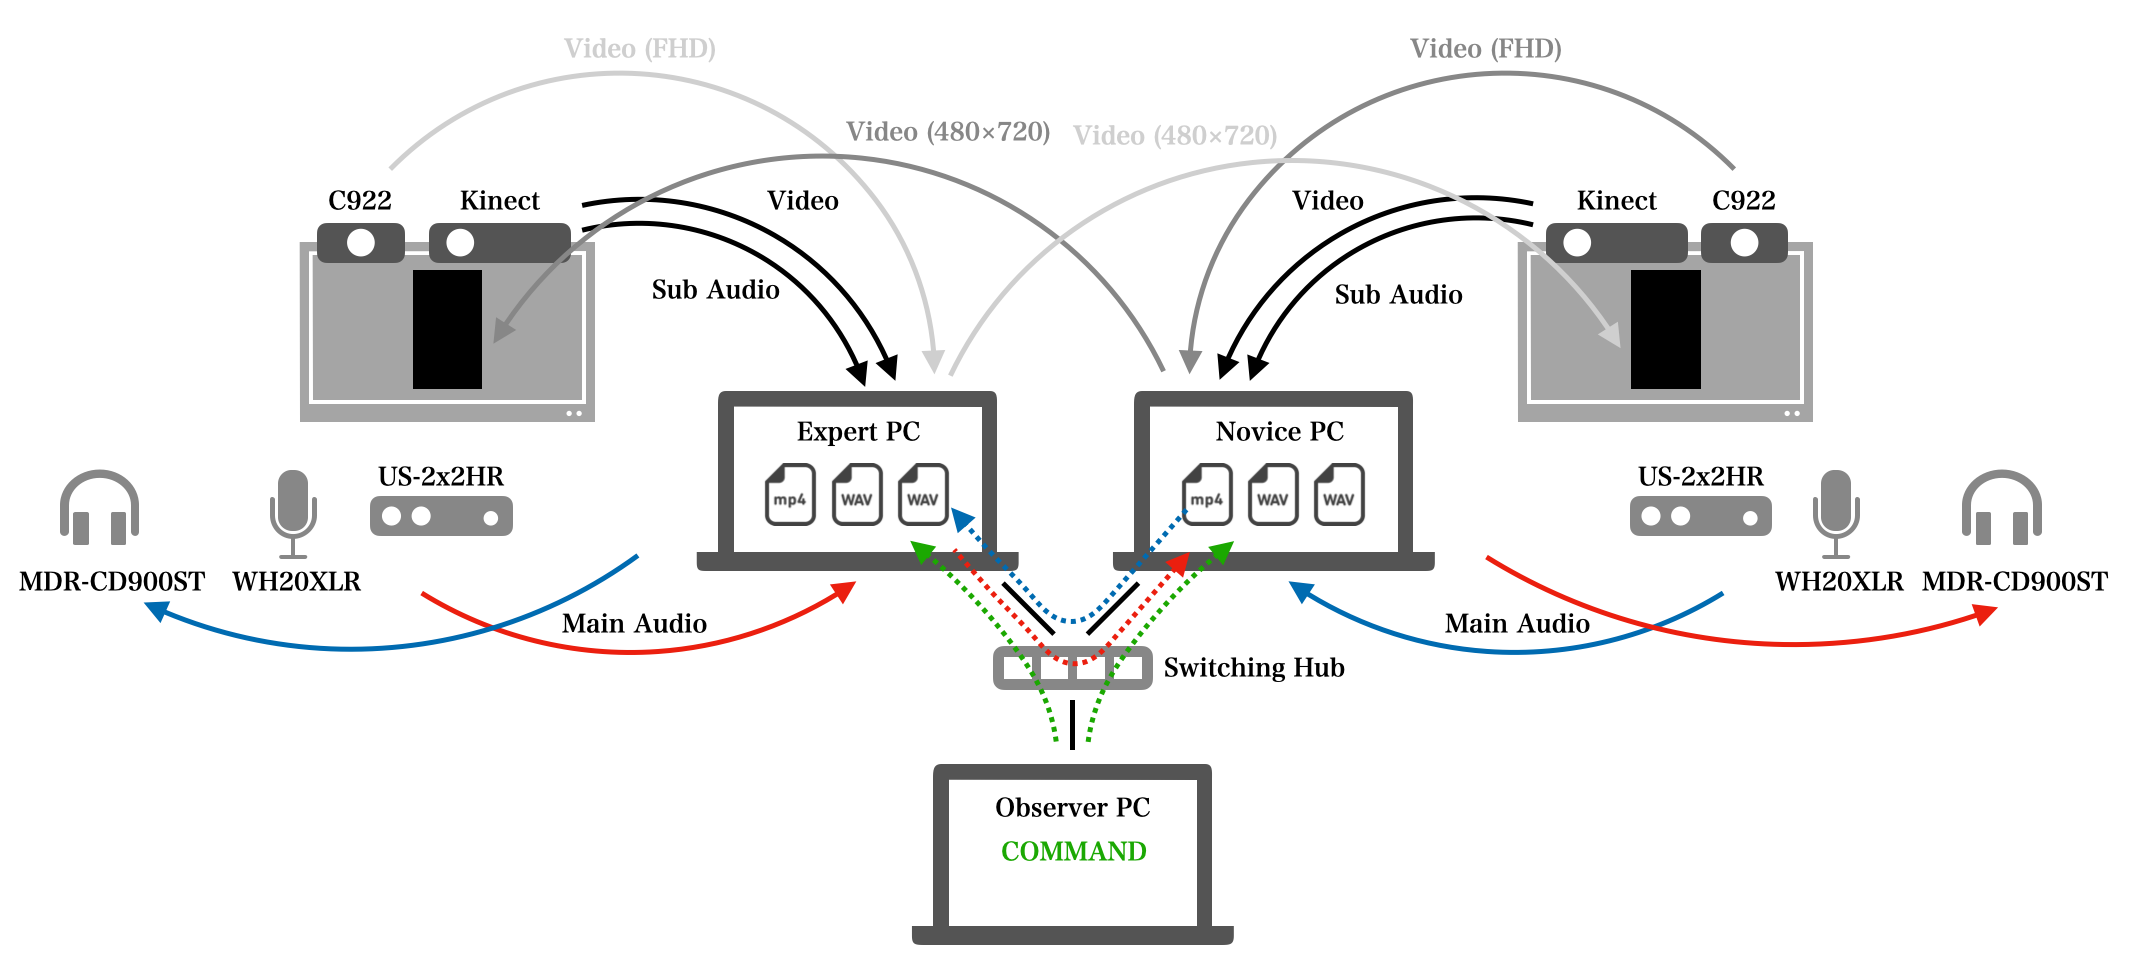 Video (FHD)
Video (FHD)
Video (480×720)
Video (480×720)
C922
Kinect
Video
Video
Kinect
C922
Sub Audio
Sub Audio
Expert PC
Novice PC
US-2x2HR
US-2x2HR
mp4
WAV
WAV
mp4
WAV
WAV
MDR-CD900ST
WH20XLR
WH20XLR
MDR-CD900ST
Main Audio
Main Audio
Switching Hub
Observer PC
COMMAND